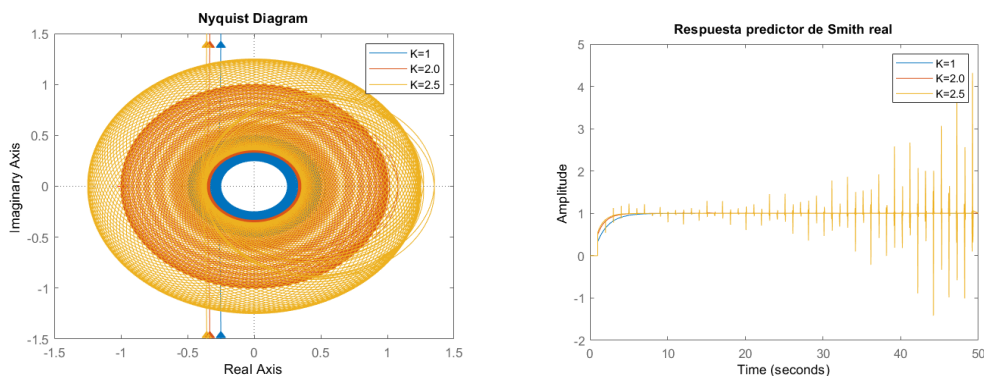 Nyquist Diagram
1.5
1
0.5
0
-0.5
-1
-1.5
Imaginary Axis
K=1
K=2.0
K=2.5
-1.5
-1
-0.5
0
0.5
1
1.5
Real Axis
Respuesta predictor de Smith real
5
4
3
2
1
0
-1
-2
Amplitude
K=1
K=2.0
K=2.5
0
10
20
30
40
50
Time (seconds)